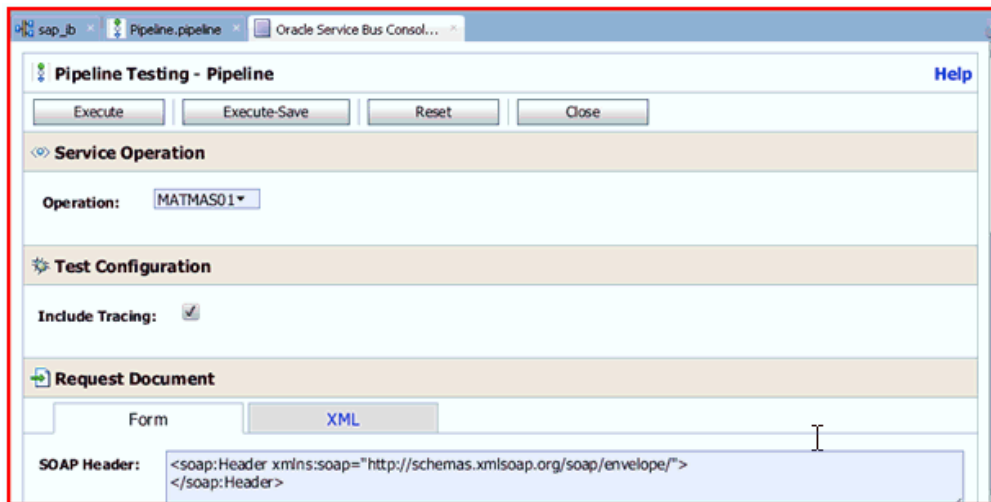 sap_jb Pipeline.pipeline Oracle Service Bus Consol...
Pipeline Testing - Pipeline Help
Execute Execute-Save Reset Close
Service Operation
Operation: MATMAS01
Test Configuration
Include Tracing:
Request Document
Form XML
SOAP Header: <soap:Header xmlns:soap="http://schemas.xmlsoap.org/soap/envelope/">
</soap:Header>